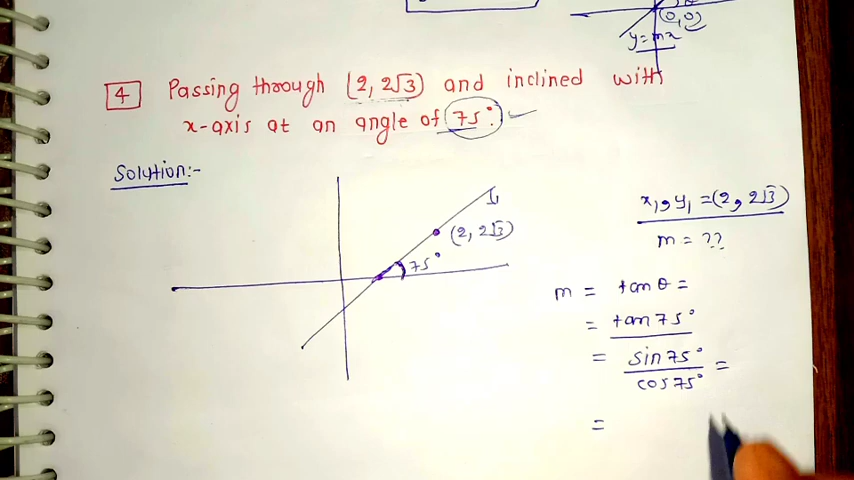 (0,0)
y=mx
4 Passing through (2, 2√3) and inclined with
x-axis at an angle of 75°.
Solution:-
x₁, y₁ = (2, 2√3)
(2, 2√3)
m = ??
75°
m = tanθ =
= tan 75°
= sin 75° / cos 75° =
=